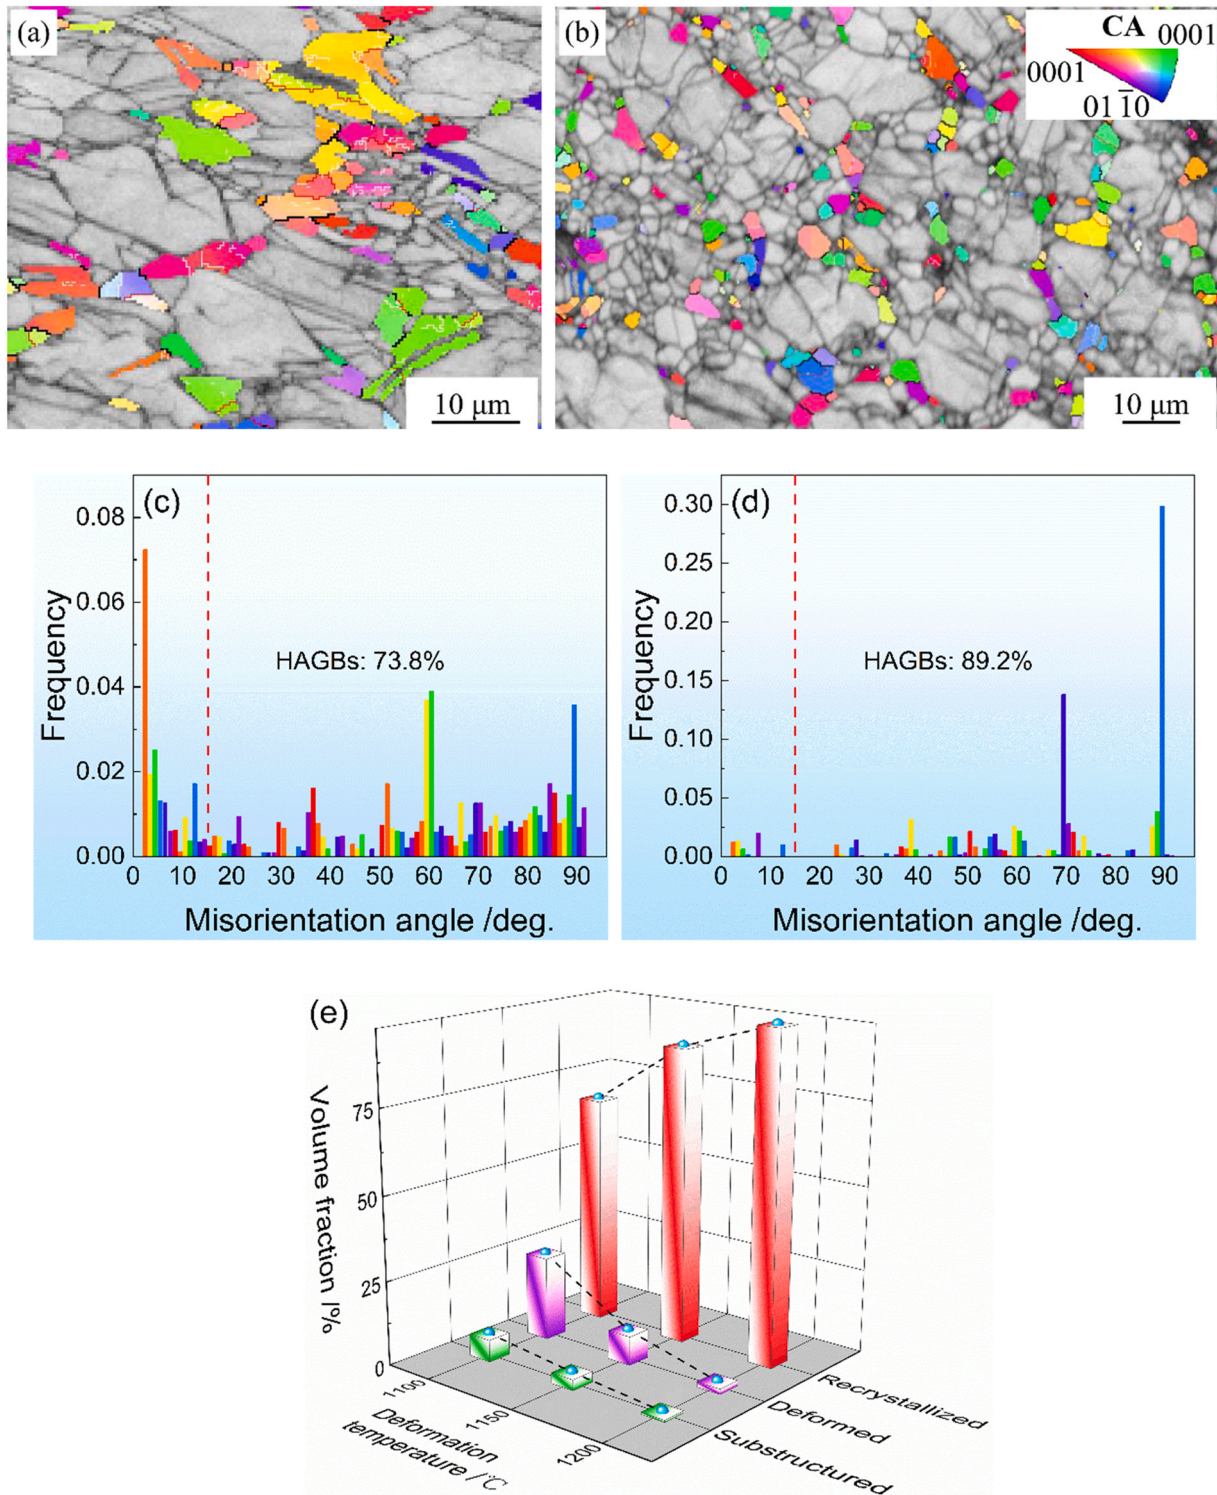 (a)
(b)
CA 0001
0001
01 1̅0
10 μm
10 μm
(c)
(d)
0.08
0.06
0.04
0.02
0.00
Frequency
HAGBs: 73.8%
0 10 20 30 40 50 60 70 80 90
Misorientation angle /deg.
0.30
0.25
0.20
0.15
0.10
0.05
0.00
Frequency
HAGBs: 89.2%
0 10 20 30 40 50 60 70 80 90
Misorientation angle /deg.
(e)
Volume fraction /%
75
50
25
0
1100
1150
1200
Deformation
temperature /℃
Recrystallized
Deformed
Substructured